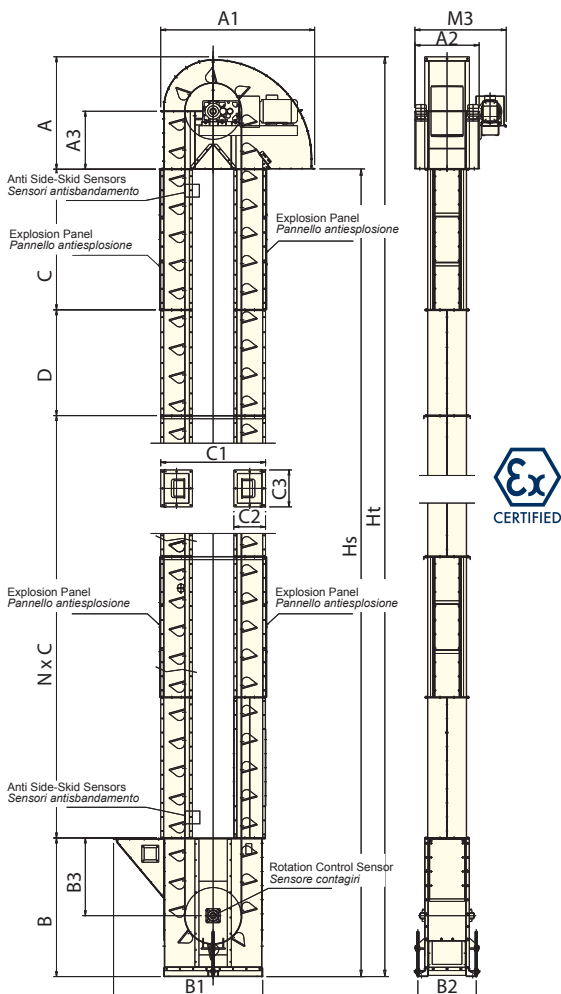 A1
M3
A2
A
A3
Anti Side-Skid Sensors
Sensori antisbandamento
Explosion Panel
Pannello antiesplosione
Explosion Panel
Pannello antiesplosione
C
D
C1
C3
C2
Hs
Ht
Ex
CERTIFIED
Explosion Panel
Pannello antiesplosione
Explosion Panel
Pannello antiesplosione
N x C
Anti Side-Skid Sensors
Sensori antisbandamento
Rotation Control Sensor
Sensore contagiri
B3
B
B1
B2